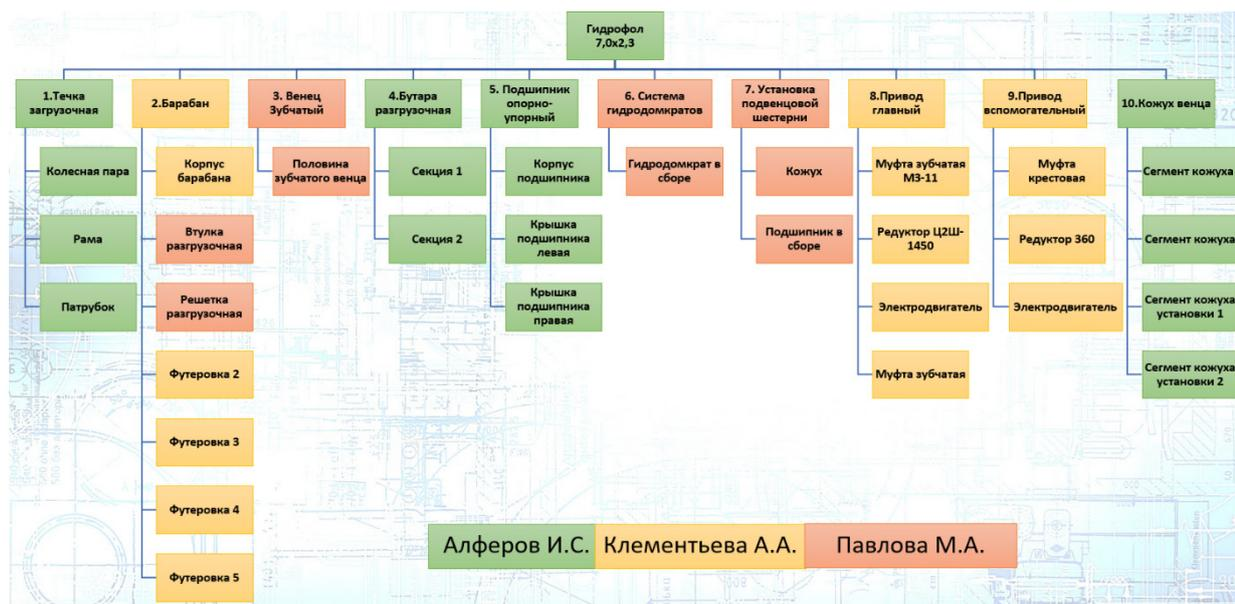 Гидрофол
7,0х2,3
1.Течка
загрузочная
Колесная пара
Рама
Патрубок
2.Барабан
Корпус
барабана
Втулка
разгрузочная
Решетка
разгрузочная
Футеровка 2
Футеровка 3
Футеровка 4
Футеровка 5
3. Венец
Зубчатый
Половина
зубчатого венца
4.Бутара
разгрузочная
Секция 1
Секция 2
5. Подшипник
опорно-
упорный
Корпус
подшипника
Крышка
подшипника
левая
Крышка
подшипника
правая
6. Система
гидродомкратов
Гидродомкрат в
сборе
7. Установка
подвенцовой
шестерни
Кожух
Подшипник в
сборе
8.Привод
главный
Муфта зубчатая
МЗ-11
Редуктор Ц2Ш-
1450
Электродвигатель
Муфта зубчатая
9.Привод
вспомогательный
Муфта
крестовая
Редуктор 360
Электродвигатель
10.Кожух венца
Сегмент кожуха
Сегмент кожуха
Сегмент кожуха
установки 1
Сегмент кожуха
установки 2
Алферов И.С.
Клементьева А.А.
Павлова М.А.